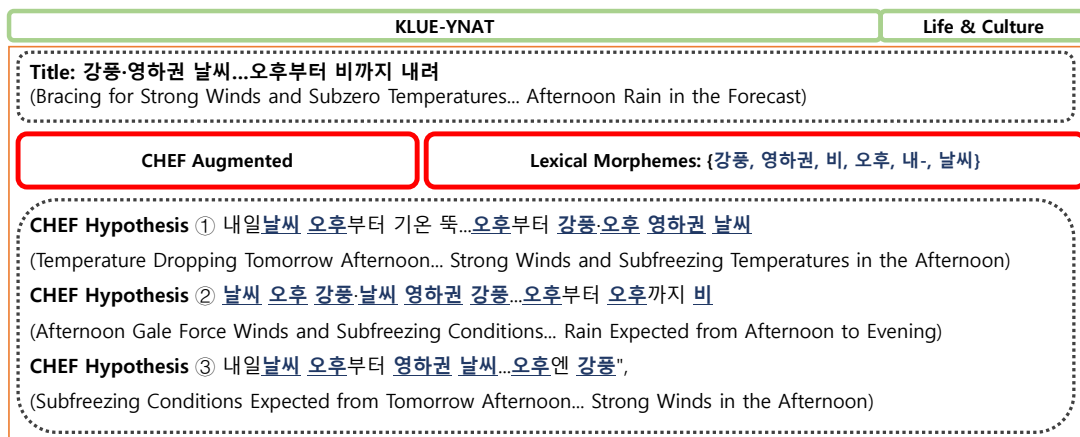 KLUE-YNAT
Life & Culture
Title: 강풍·영하권 날씨...오후부터 비까지 내려
(Bracing for Strong Winds and Subzero Temperatures... Afternoon Rain in the Forecast)
CHEF Augmented
Lexical Morphemes: {강풍, 영하권, 비, 오후, 내-, 날씨}
CHEF Hypothesis ① 내일날씨 오후부터 기온 뚝...오후부터 강풍·오후 영하권 날씨
(Temperature Dropping Tomorrow Afternoon... Strong Winds and Subfreezing Temperatures in the Afternoon)
CHEF Hypothesis ② 날씨 오후 강풍·날씨 영하권 강풍...오후부터 오후까지 비
(Afternoon Gale Force Winds and Subfreezing Conditions... Rain Expected from Afternoon to Evening)
CHEF Hypothesis ③ 내일날씨 오후부터 영하권 날씨...오후엔 강풍",
(Subfreezing Conditions Expected from Tomorrow Afternoon... Strong Winds in the Afternoon)